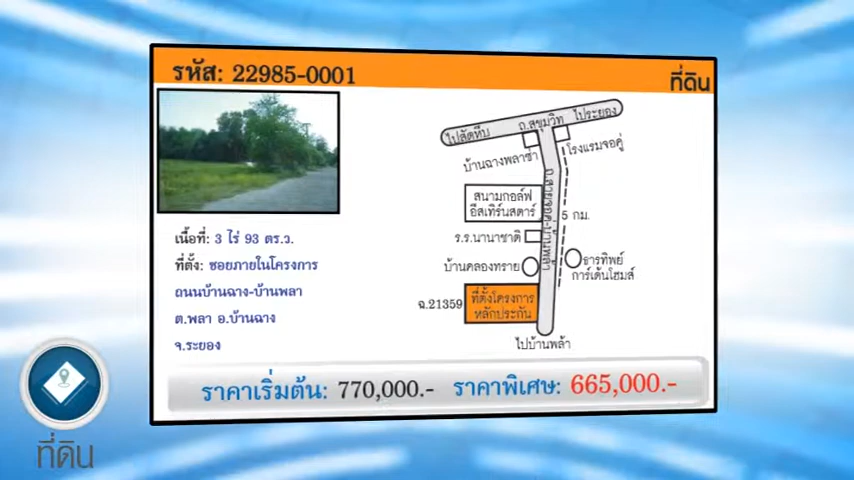 รหัส: 22985-0001
ที่ดิน
เนื้อที่: 3 ไร่ 93 ตร.ว.
ที่ตั้ง: ซอยภายในโครงการ
ถนนบ้านฉาง-บ้านพลา
ต.พลา อ.บ้านฉาง
จ.ระยอง
ไปสัตหีบ
ถ.สุขุมวิท
ไประยอง
บ้านฉางพลาซ่า
โรงแรมจอคู่
สนามกอล์ฟ
อีสเทิร์นสตาร์
5 กม.
ร.ร.นานาชาติ
บ้านคลองทราย
ธารทิพย์
การ์เด้นโฮมส์
ฉ.21359
ที่ตั้งโครงการ
หลักประกัน
ไปบ้านพล้า
ราคาเริ่มต้น: 770,000.- ราคาพิเศษ: 665,000.-
ที่ดิน